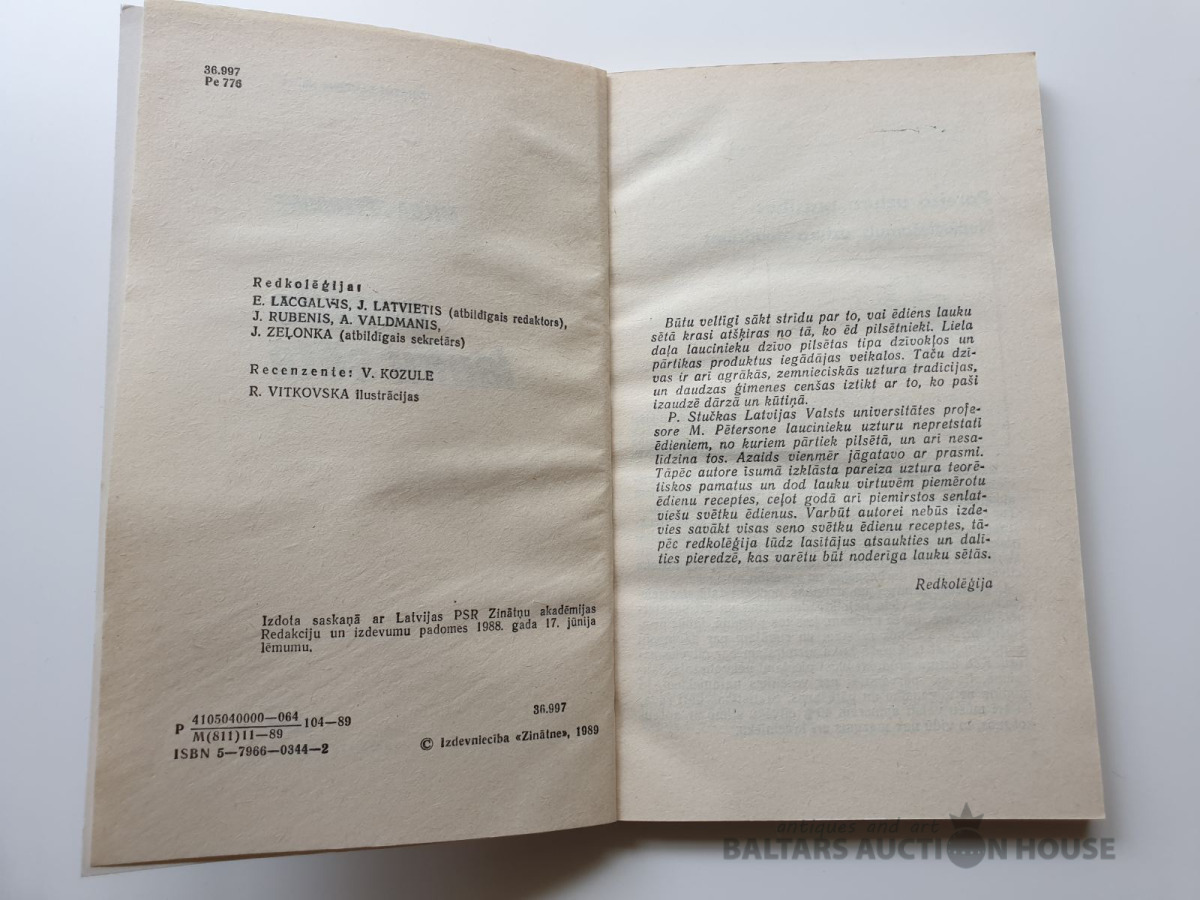 36.997
Pe 776
Redkolēģija:
E. LĀCGALVIS, J. LATVIETIS (atbildīgais redaktors),
J. RUBENIS, A. VALDMANIS,
J. ZEĻONKA (atbildīgais sekretārs)
Recenzente: V. KOZULE
R. VITKOVSKA ilustrācijas
Izdota saskaņā ar Latvijas PSR Zinātņu akadēmijas
Redakciju un izdevumu padomes 1988. gada 17. jūnija
lēmumu.
P 4105040000—064 104—89
M(811)11—89
ISBN 5—7966—0344—2
36.997
© Izdevniecība «Zinātne», 1989
Būtu veltīgi sākt strīdu par to, vai ēdiens lauku
sētā krasi atšķiras no tā, ko ēd pilsētnieki. Liela
daļa laucinieku dzīvo pilsētas tipa dzīvokļos un
pārtikas produktus iegādājas veikalos. Taču dzī-
vas ir arī agrākās, zemnieciskās uztura tradīcijas,
un daudzas ģimenes cenšas iztikt ar to, ko paši
izaudzē dārzā un kūtiņā.
P. Stučkas Latvijas Valsts universitātes profe-
sore M. Pētersone laucinieku uzturu nepretstati
ēdieniem, no kuriem pārtiek pilsētā, un arī nesa-
līdzina tos. Azaids vienmēr jāgatavo ar prasmi.
Tāpēc autore īsumā izklāsta pareiza uztura teorē-
tiskos pamatus un dod lauku virtuvēm piemērotu
ēdienu receptes, ceļot godā arī piemirstos senlat-
viešu svētku ēdienus. Varbūt autorei nebūs izde-
vies savākt visas seno svētku ēdienu receptes, tā-
pēc redkolēģija lūdz lasītājus atsaukties un dalī-
ties pieredzē, kas varētu būt noderīga lauku sētās.
Redkolēģija
antiques and art
BALTARS AUCTION HOUSE